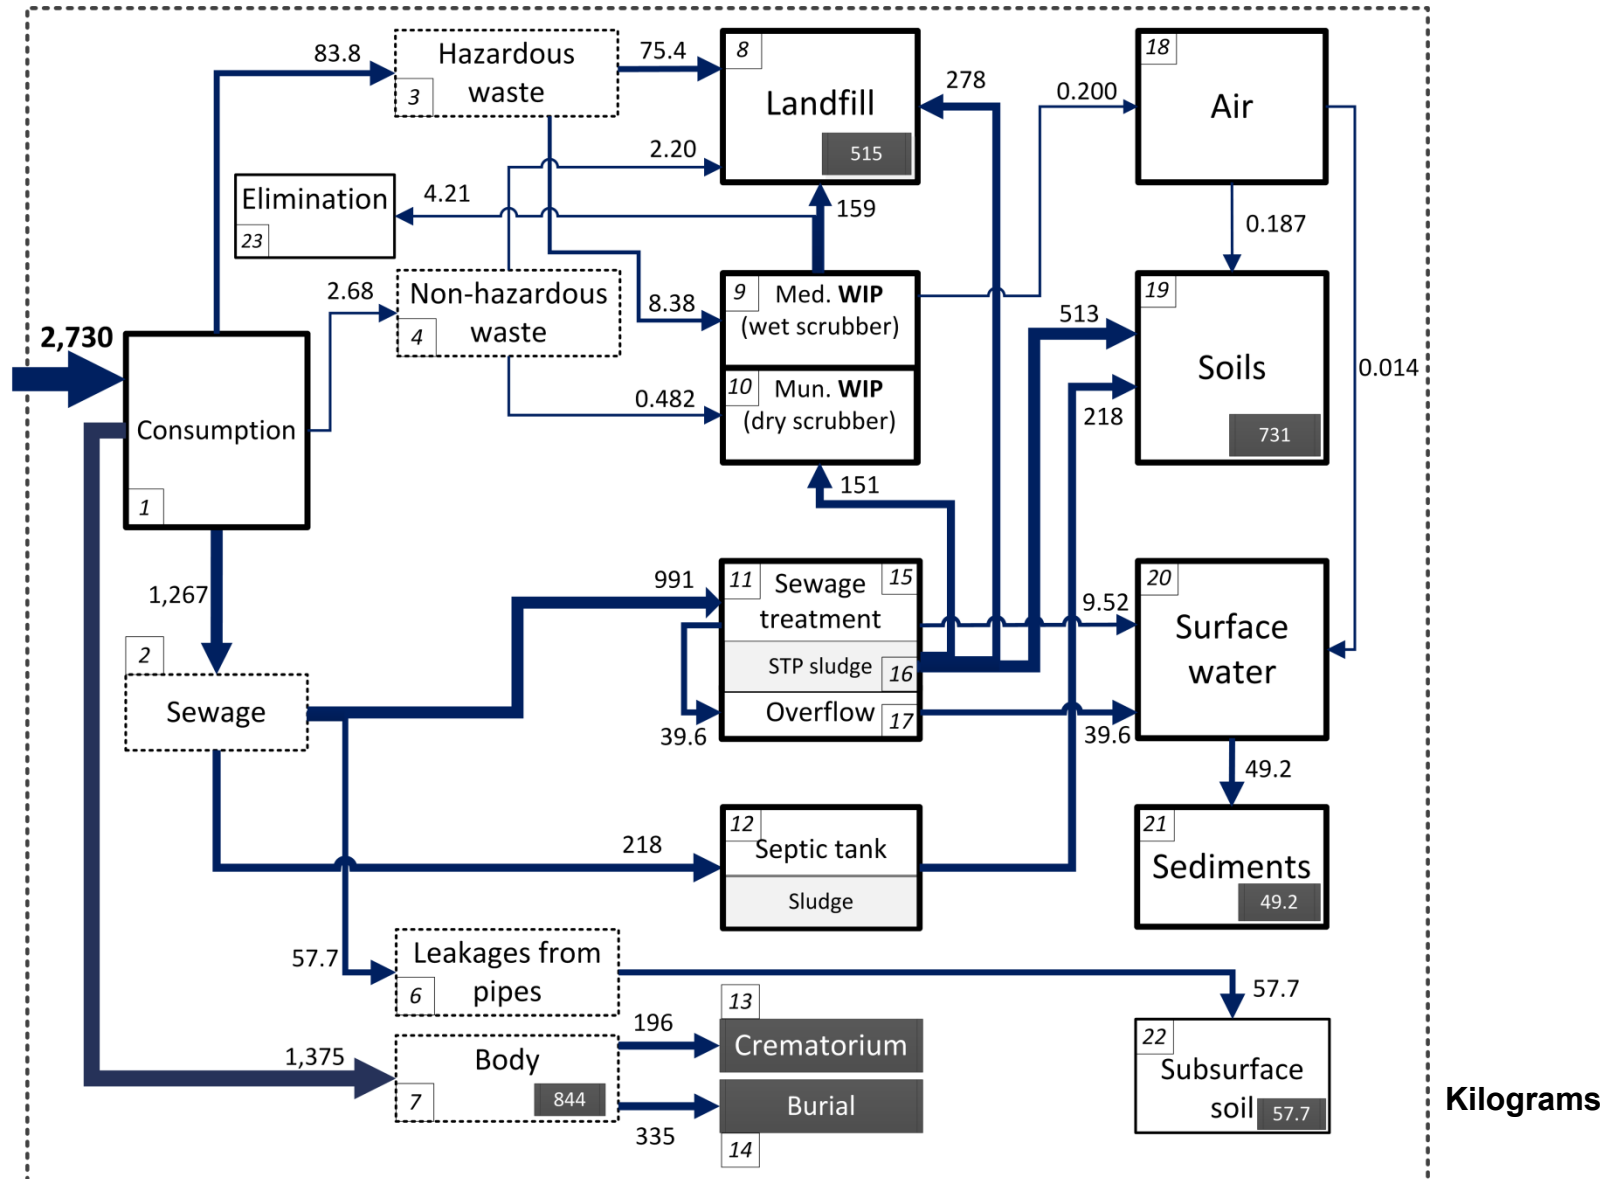 83.8
Hazardous
waste
3
75.4
8
Landfill
515
278
0.200
18
Air
2.20
Elimination
23
4.21
159
0.187
2.68
Non-hazardous
waste
4
8.38
9
Med. WIP
(wet scrubber)
10
Mun. WIP
(dry scrubber)
0.482
513
19
Soils
731
218
0.014
2,730
Consumption
1
151
1,267
991
11
15
Sewage
treatment
STP sludge
16
Overflow
17
39.6
9.52
39.6
20
Surface
water
2
Sewage
49.2
218
12
Septic tank
Sludge
21
Sediments
49.2
57.7
Leakages from
pipes
6
57.7
13
Crematorium
196
1,375
Body
7
844
Burial
14
335
22
Subsurface
soil
57.7
Kilograms